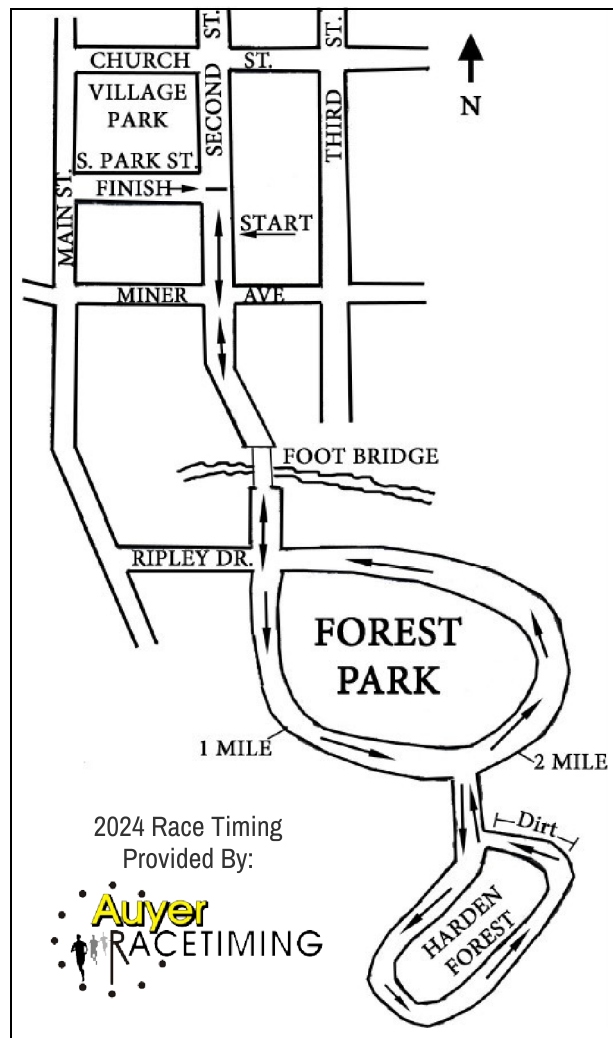 ST.
ST.
CHURCH ST.
SECOND
VILLAGE
PARK
N
THIRD
S. PARK ST.
FINISH
MAIN ST.
START
MINER AVE
FOOT BRIDGE
RIPLEY DR.
FOREST
PARK
1 MILE
2 MILE
Dirt
HARDEN
FOREST
2024 Race Timing
Provided By:
Auyer
RACETIMING